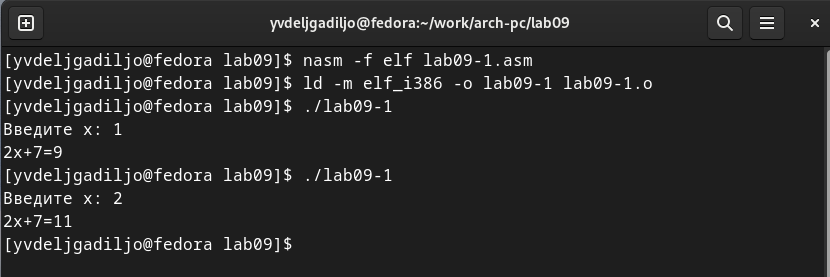 yvdeljgadiljo@fedora:~/work/arch-pc/lab09
[yvdeljgadiljo@fedora lab09]$ nasm -f elf lab09-1.asm
[yvdeljgadiljo@fedora lab09]$ ld -m elf_i386 -o lab09-1 lab09-1.o
[yvdeljgadiljo@fedora lab09]$ ./lab09-1
Введите x: 1
2x+7=9
[yvdeljgadiljo@fedora lab09]$ ./lab09-1
Введите x: 2
2x+7=11
[yvdeljgadiljo@fedora lab09]$